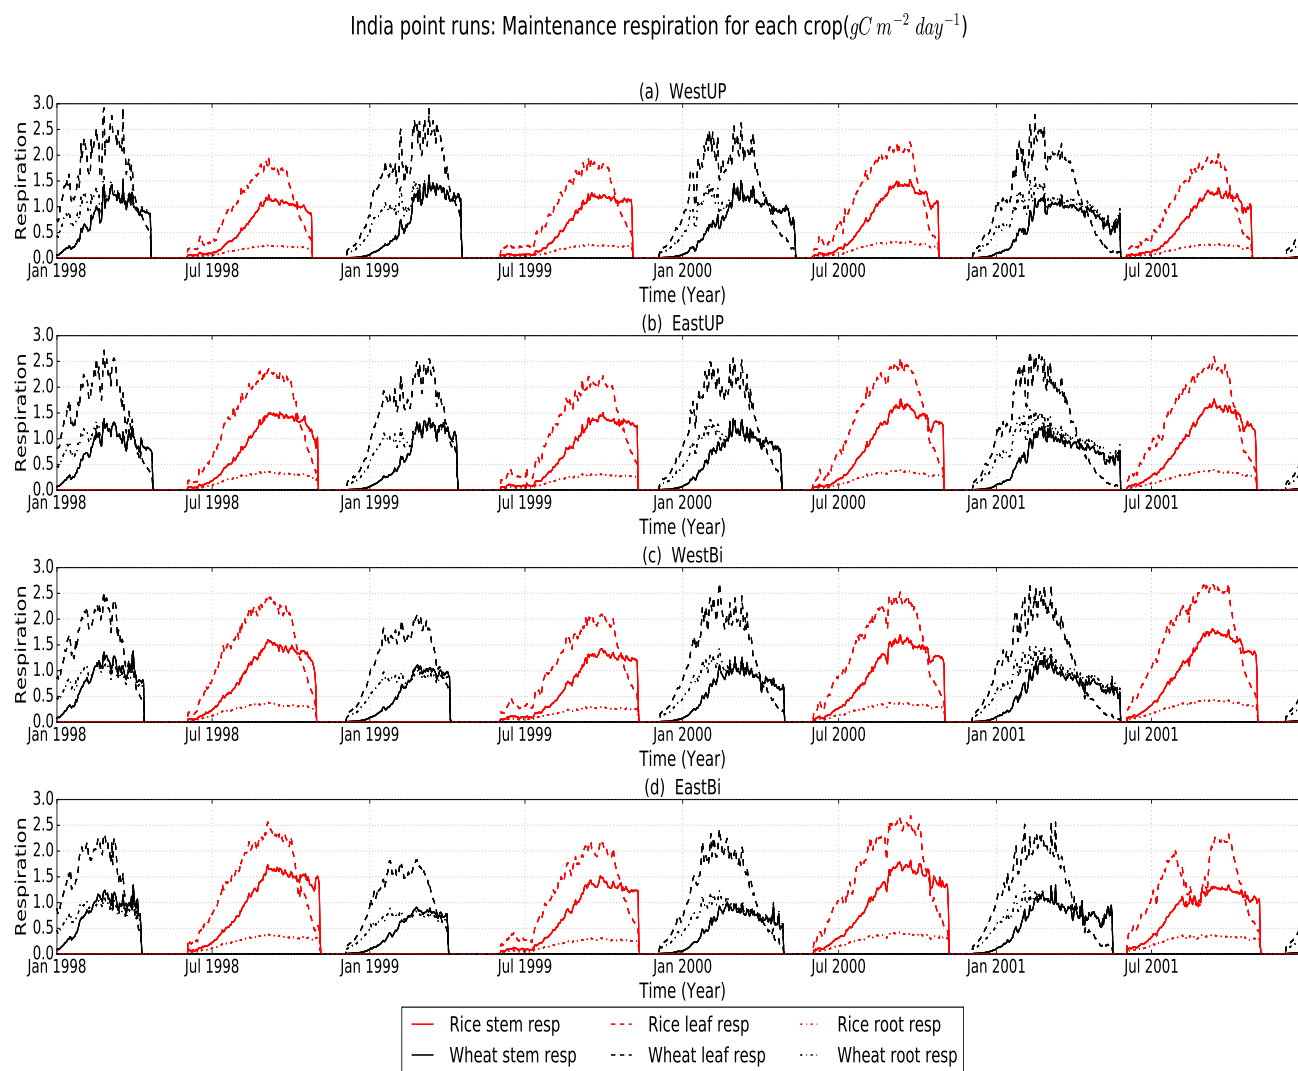 India point runs: Maintenance respiration for each crop(gC m⁻² day⁻¹)
(a) WestUP
Respiration
3.0
2.5
2.0
1.5
1.0
0.5
0.0
Jan 1998 Jul 1998 Jan 1999 Jul 1999 Jan 2000 Jul 2000 Jan 2001 Jul 2001
Time (Year)
(b) EastUP
Respiration
3.0
2.5
2.0
1.5
1.0
0.5
0.0
Jan 1998 Jul 1998 Jan 1999 Jul 1999 Jan 2000 Jul 2000 Jan 2001 Jul 2001
Time (Year)
(c) WestBi
Respiration
3.0
2.5
2.0
1.5
1.0
0.5
0.0
Jan 1998 Jul 1998 Jan 1999 Jul 1999 Jan 2000 Jul 2000 Jan 2001 Jul 2001
Time (Year)
(d) EastBi
Respiration
3.0
2.5
2.0
1.5
1.0
0.5
0.0
Jan 1998 Jul 1998 Jan 1999 Jul 1999 Jan 2000 Jul 2000 Jan 2001 Jul 2001
Time (Year)
Rice stem resp Rice leaf resp Rice root resp
Wheat stem resp Wheat leaf resp Wheat root resp